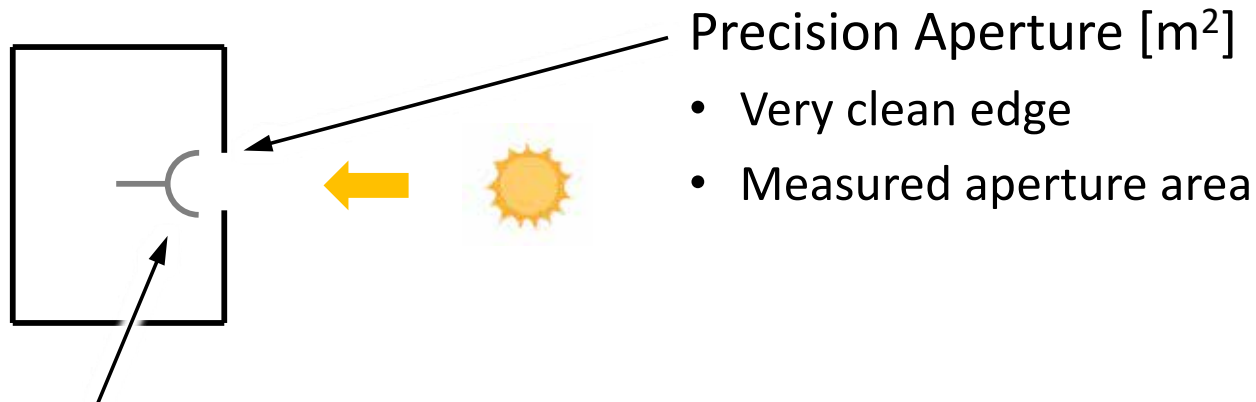 Precision Aperture [m²]
• Very clean edge
• Measured aperture area